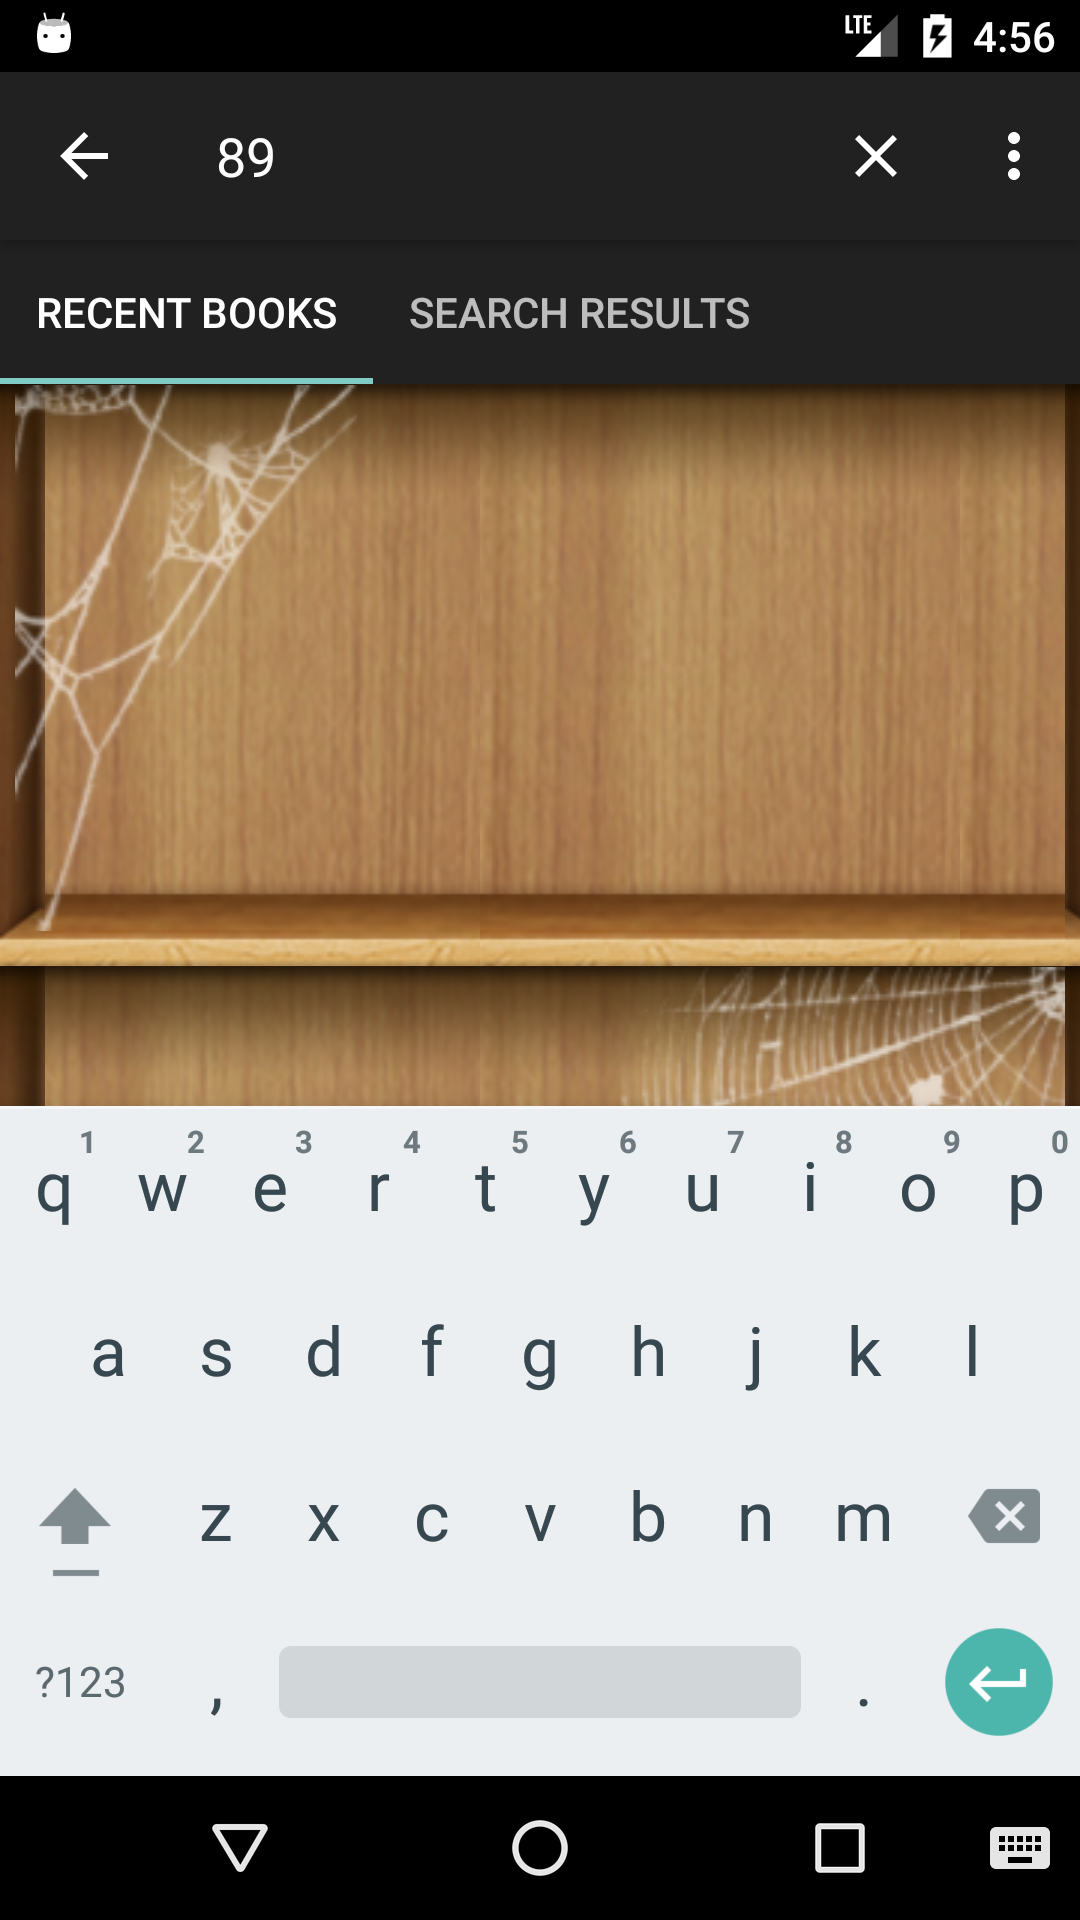 LTE 4:56
89
RECENT BOOKS SEARCH RESULTS
1 2 3 4 5 6 7 8 9 0
q w e r t y u i o p
a s d f g h j k l
z x c v b n m
?123 , .